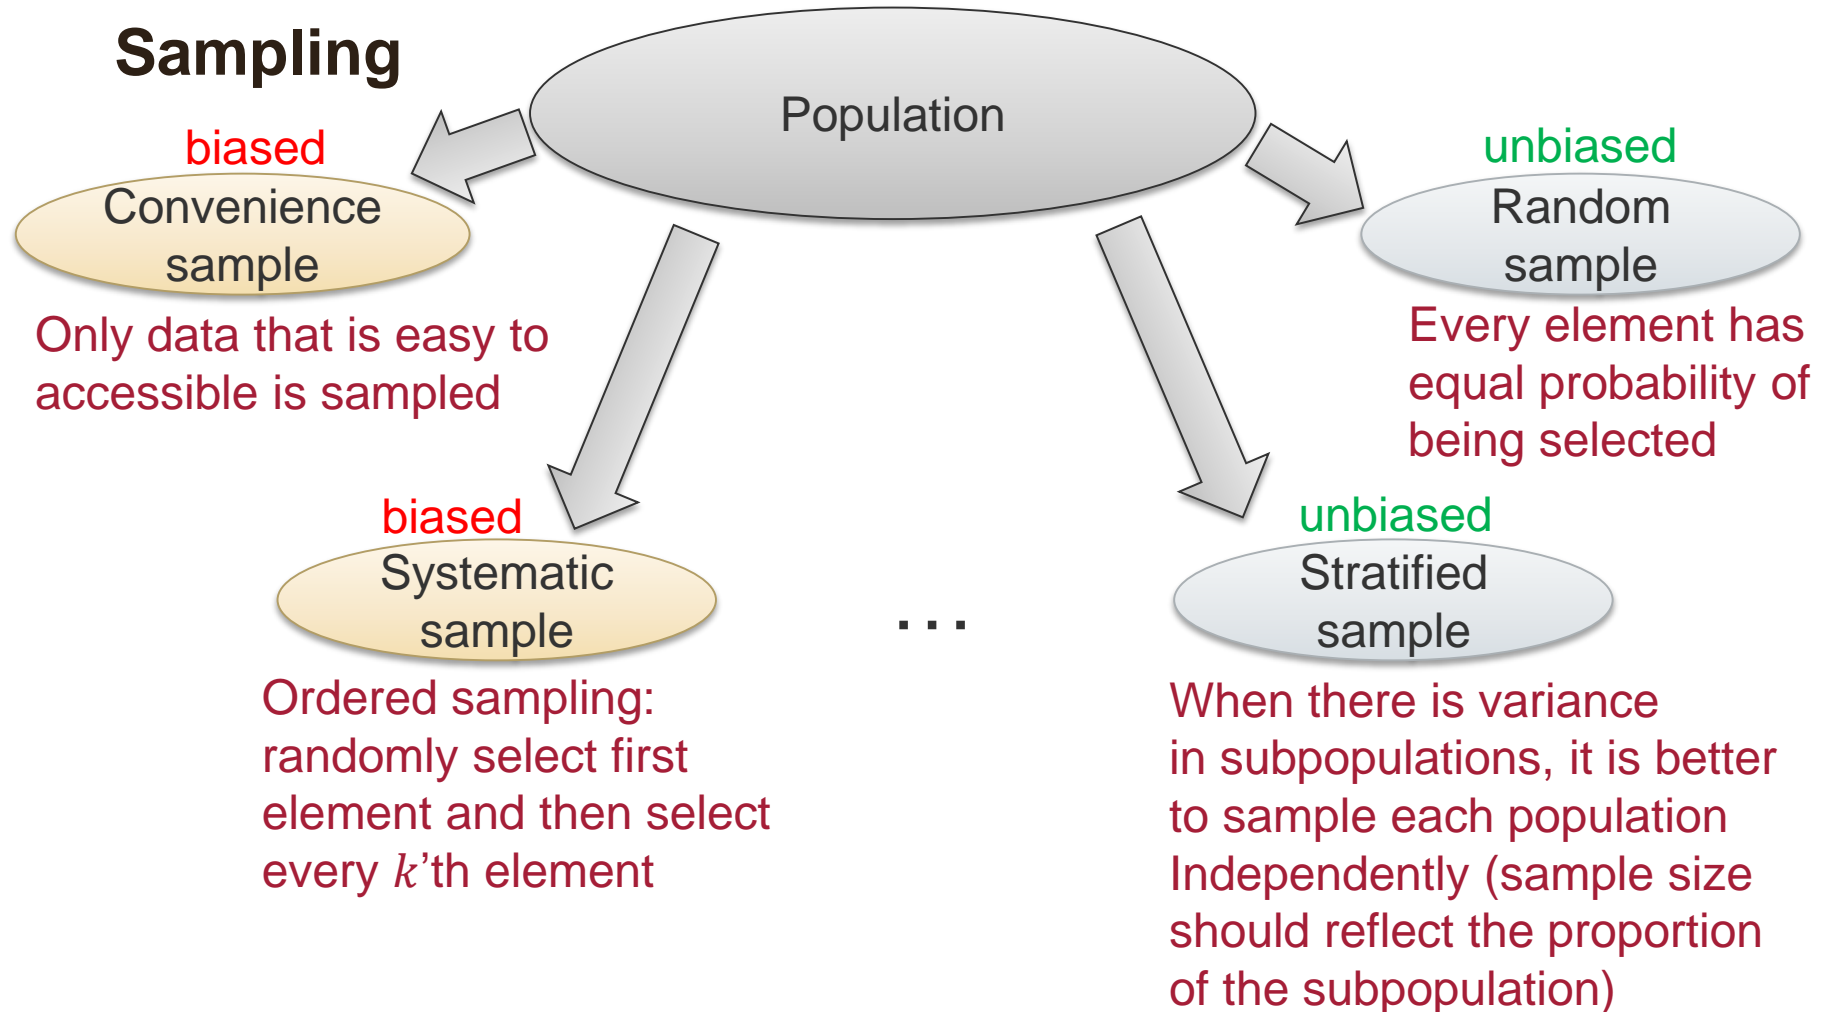 Sampling
Population
biased
Convenience
sample
Only data that is easy to
accessible is sampled
unbiased
Random
sample
Every element has
equal probability of
being selected
biased
Systematic
sample
Ordered sampling:
randomly select first
element and then select
every k’th element
...
unbiased
Stratified
sample
When there is variance
in subpopulations, it is better
to sample each population
Independently (sample size
should reflect the proportion
of the subpopulation)